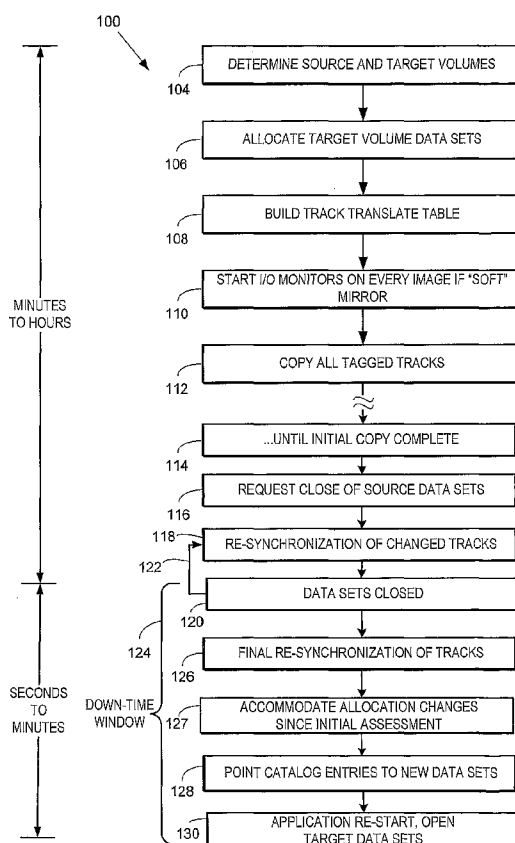 100
DETERMINE SOURCE AND TARGET VOLUMES
104
ALLOCATE TARGET VOLUME DATA SETS
106
BUILD TRACK TRANSLATE TABLE
108
START I/O MONITORS ON EVERY IMAGE IF "SOFT"
MIRROR
110
MINUTES
TO HOURS
COPY ALL TAGGED TRACKS
112
...UNTIL INITIAL COPY COMPLETE
114
REQUEST CLOSE OF SOURCE DATA SETS
116
118
RE-SYNCHRONIZATION OF CHANGED TRACKS
122
DATA SETS CLOSED
120
124
FINAL RE-SYNCHRONIZATION OF TRACKS
126
SECONDS
TO
MINUTES
DOWN-TIME
WINDOW
ACCOMMODATE ALLOCATION CHANGES
SINCE INITIAL ASSESSMENT
127
POINT CATALOG ENTRIES TO NEW DATA SETS
128
APPLICATION RE-START, OPEN
TARGET DATA SETS
130